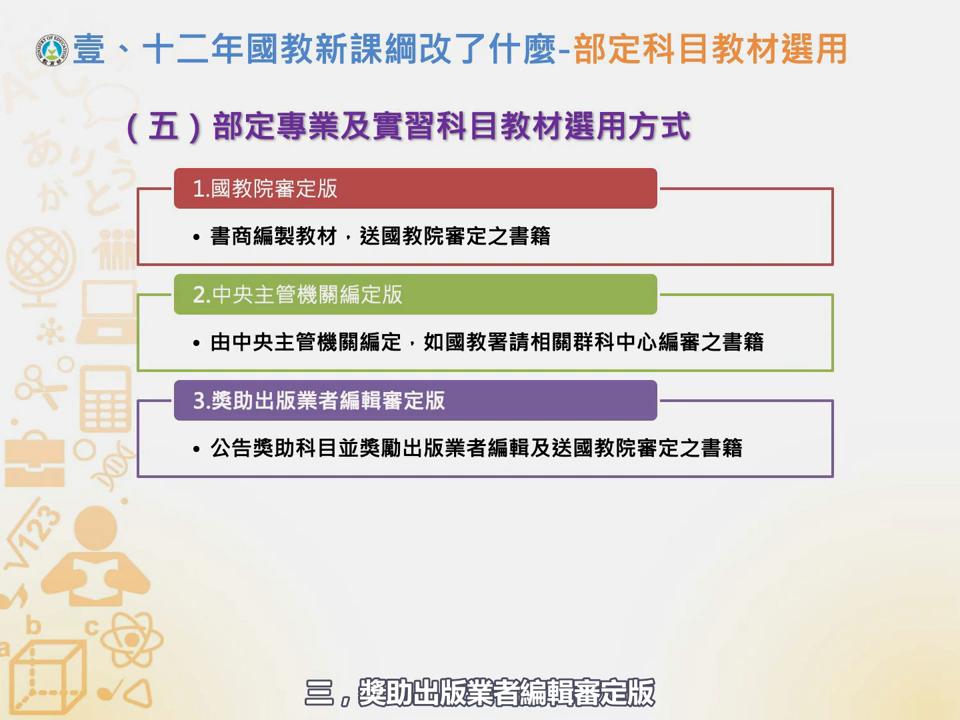 壹、十二年國教新課綱改了什麼-部定科目教材選用
（五）部定專業及實習科目教材選用方式
1.國教院審定版
• 書商編製教材，送國教院審定之書籍
2.中央主管機關編定版
• 由中央主管機關編定，如國教署請相關群科中心編審之書籍
3.獎助出版業者編輯審定版
• 公告獎助科目並獎勵出版業者編輯及送國教院審定之書籍
あり
がとう
√123
a
b
c
三，獎助出版業者編輯審定版